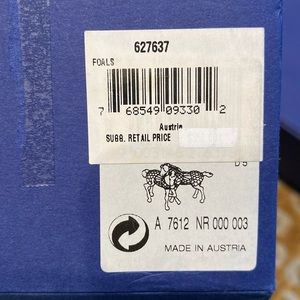 627637
FOALS
7 68549 09330 2
Austria
SUGG. RETAIL PRICE
A 7612 NR 000 003
MADE IN AUSTRIA